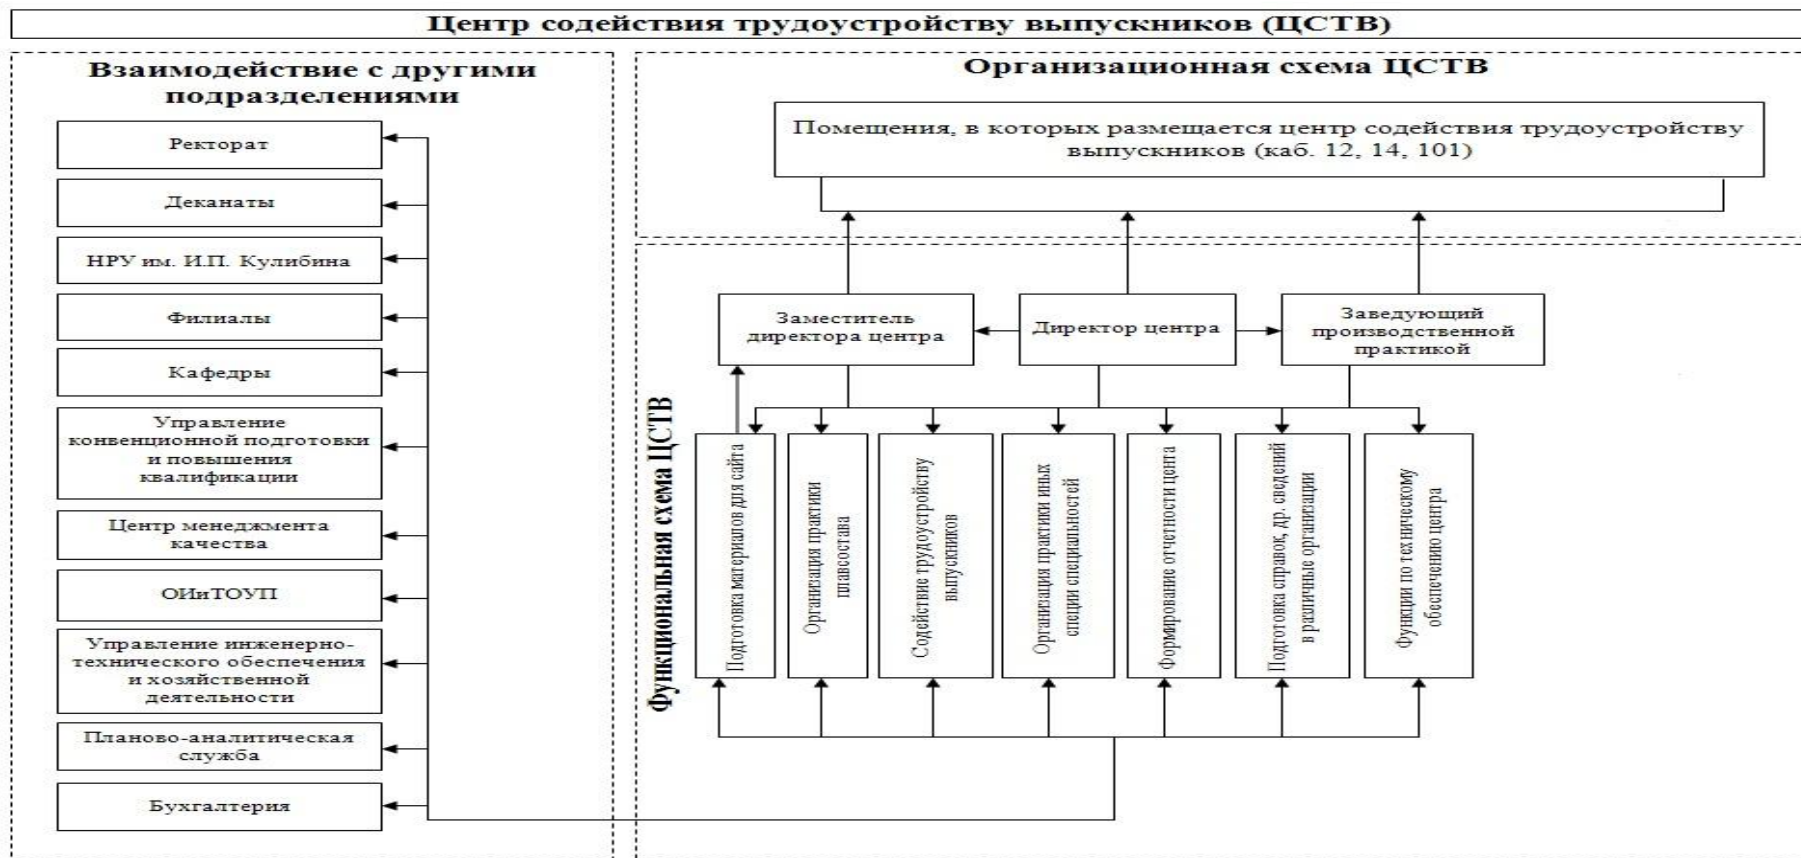 Центр содействия трудоустройству выпускников (ЦСТВ)
Взаимодействие с другими
подразделениями
Ректорат
Деканаты
НРУ им. И.П. Кулибина
Филиалы
Кафедры
Управление
конвенционной подготовки
и повышения
квалификации
Центр менеджмента
качества
ОИиТОУП
Управление инженерно-
технического обеспечения
и хозяйственной
деятельности
Планово-аналитическая
служба
Бухгалтерия
Организационная схема ЦСТВ
Помещения, в которых размещается центр содействия трудоустройству
выпускников (каб. 12, 14, 101)
Функциональная схема ЦСТВ
Заместитель
директора центра
Директор центра
Заведующий
производственной
практикой
Подготовка материалов для сайта
Организация практики
плавсостава
Содействие трудоустройству
выпускников
Организация практики иных
специи специальностей
Формирование отчетности цента
Подготовка справок, др. сведений
в различные организации
Функции по техническому
обеспечению центра